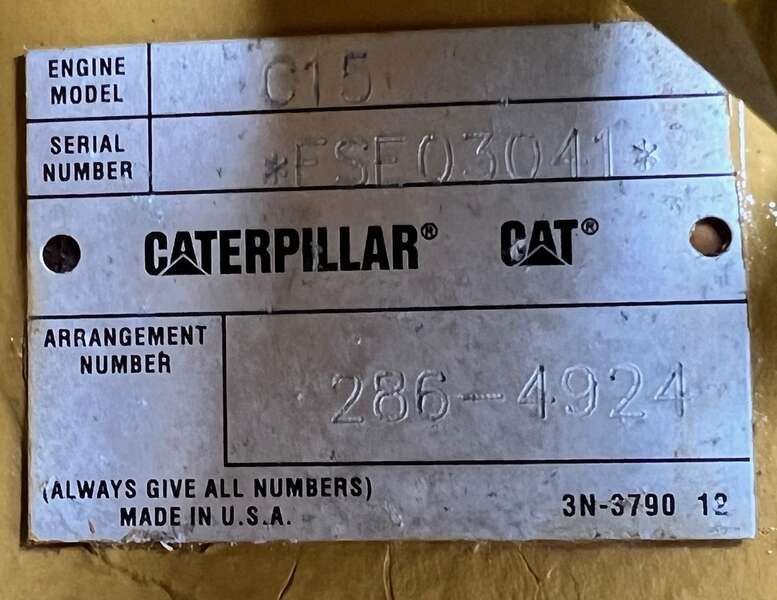 ENGINE MODEL C15
SERIAL NUMBER *FSE03041*
CATERPILLAR® CAT®
ARRANGEMENT NUMBER 286-4924
(ALWAYS GIVE ALL NUMBERS)
MADE IN U.S.A. 3N-3790 12